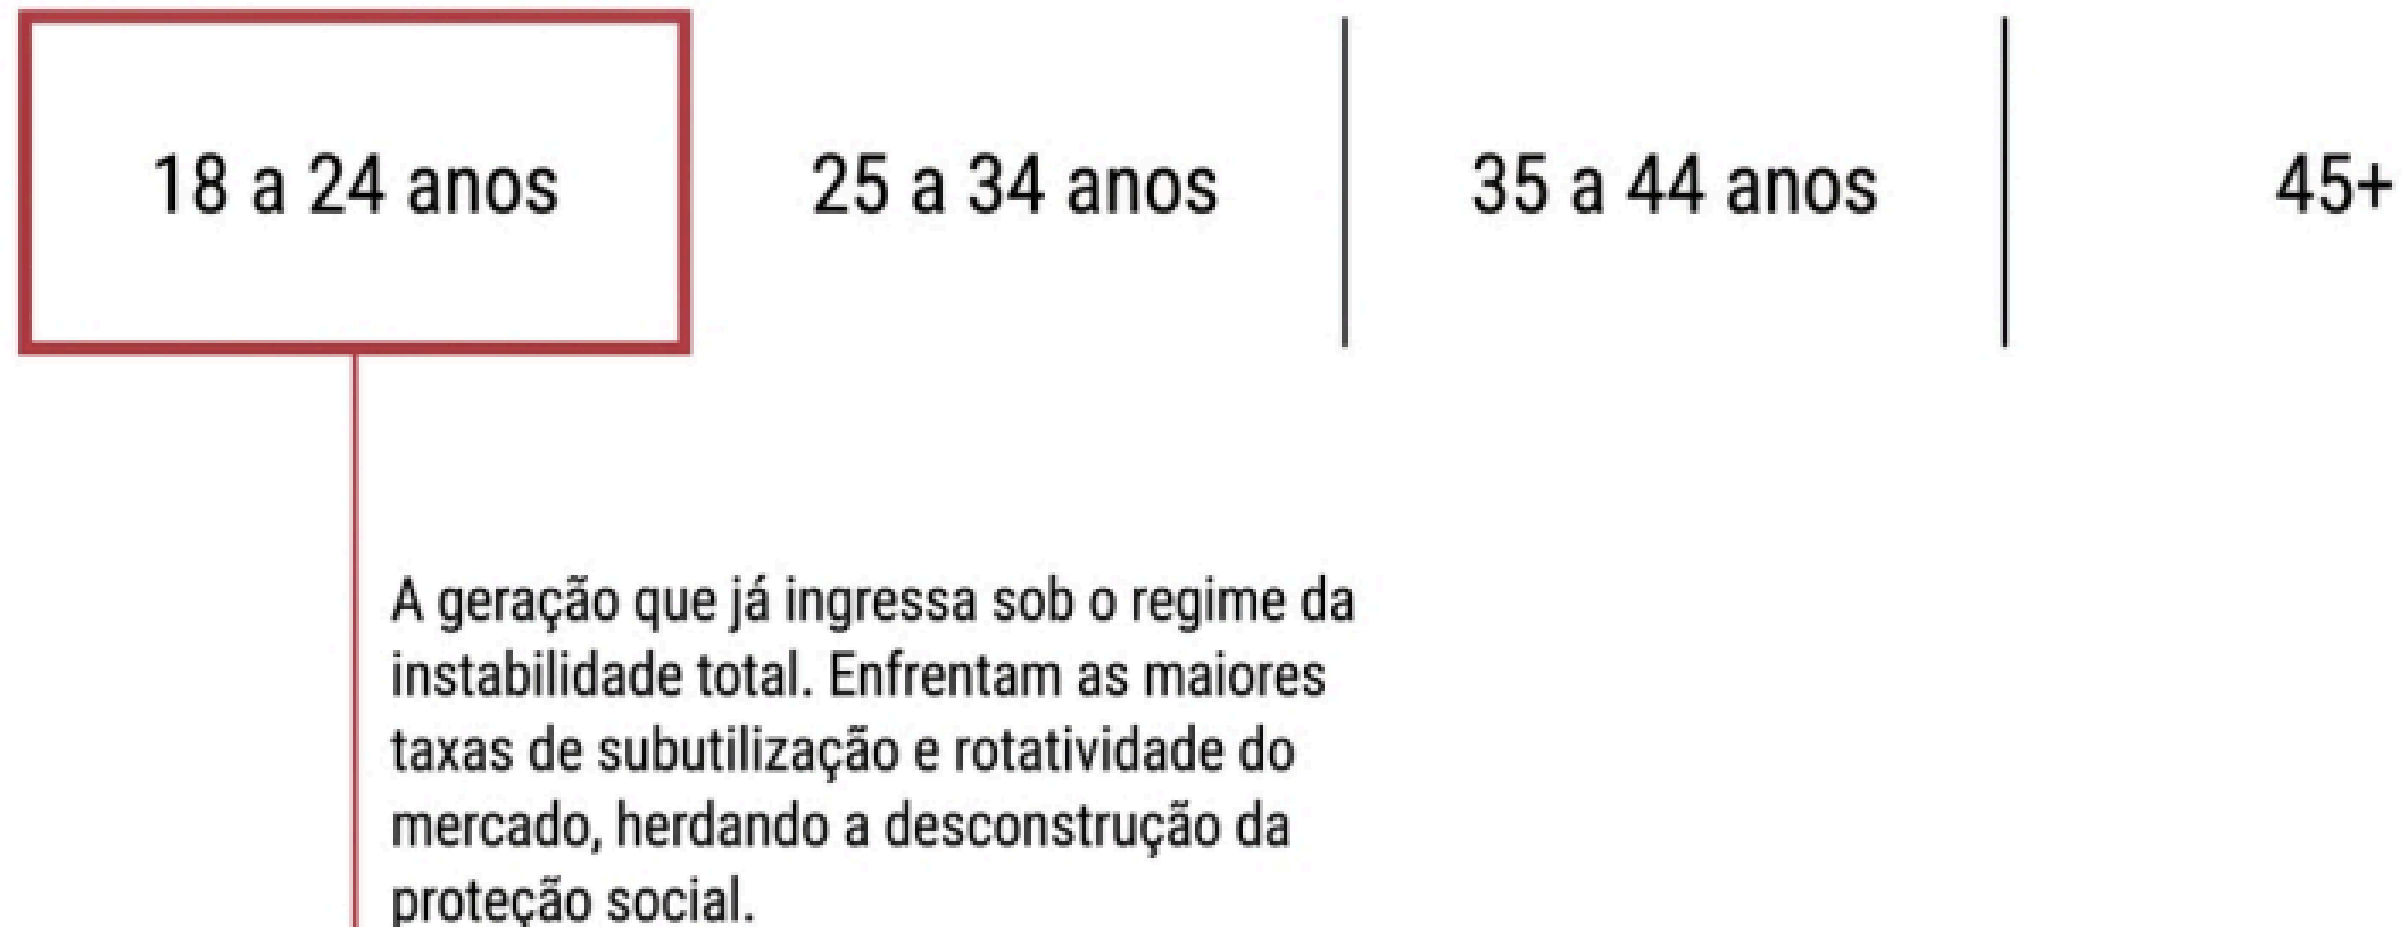 18 a 24 anos
25 a 34 anos
35 a 44 anos
45+
A geração que já ingressa sob o regime da
instabilidade total. Enfrentam as maiores
taxas de subutilização e rotatividade do
mercado, herdando a desconstrução da
proteção social.